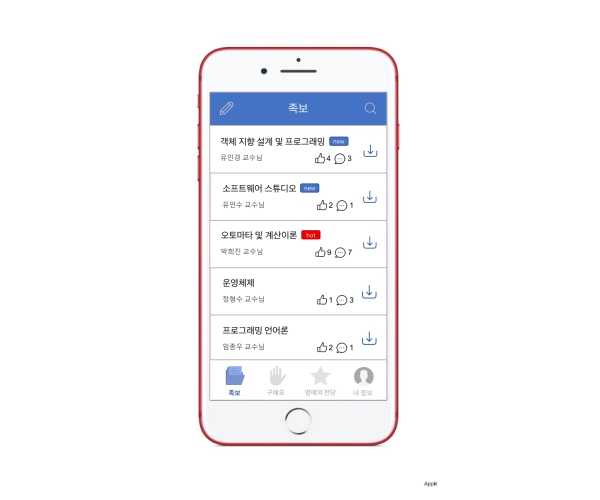 족보
객체 지향 설계 및 프로그래밍 new
유인경 교수님 4 3
소프트웨어 스튜디오 new
유민수 교수님 2 1
오토마타 및 계산이론 hot
박희진 교수님 9 7
운영체제
정형수 교수님 1 3
프로그래밍 언어론
임종우 교수님 2 1
족보 구해요 명예의 전당 내 정보
Apple